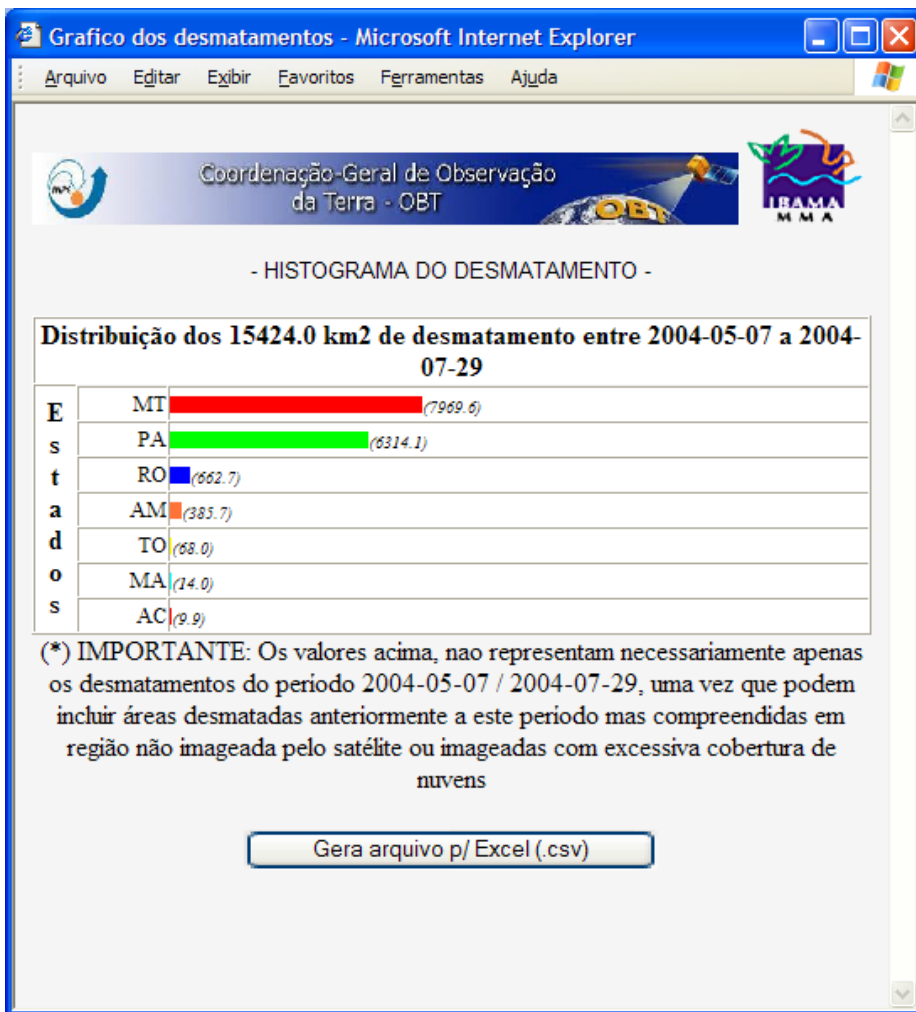 Grafico dos desmatamentos - Microsoft Internet Explorer
Arquivo Editar Exibir Favoritos Ferramentas Ajuda
Coordenação-Geral de Observação
da Terra - OBT
OBT
INPE
IBAMA
M M A
- HISTOGRAMA DO DESMATAMENTO -
Distribuição dos 15424.0 km2 de desmatamento entre 2004-05-07 a 2004-
07-29
Estados
MT (7969.6)
PA (6314.1)
RO (662.7)
AM (385.7)
TO (68.0)
MA (14.0)
AC (9.9)
(*) IMPORTANTE: Os valores acima, nao representam necessariamente apenas
os desmatamentos do periodo 2004-05-07 / 2004-07-29, uma vez que podem
incluir áreas desmatadas anteriormente a este periodo mas compreendidas em
região não imageada pelo satélite ou imageadas com excessiva cobertura de
nuvens
Gera arquivo p/ Excel (.csv)